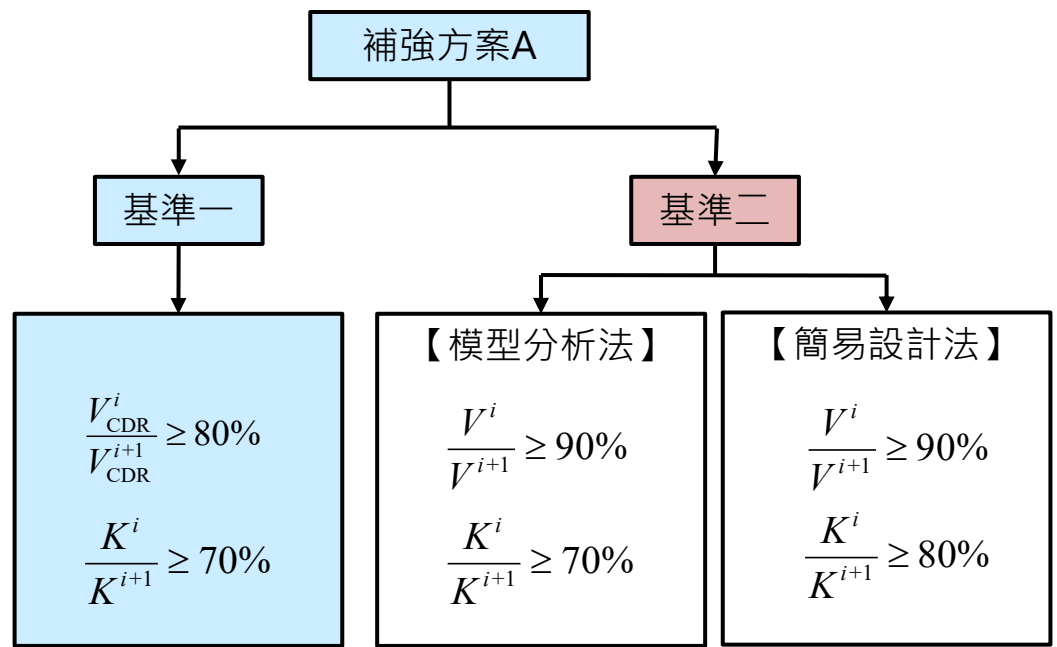 補強方案A
基準一
基準二
V^i_CDR / V^{i+1}_CDR ≥ 80%
K^i / K^{i+1} ≥ 70%
【模型分析法】
V^i / V^{i+1} ≥ 90%
K^i / K^{i+1} ≥ 70%
【簡易設計法】
V^i / V^{i+1} ≥ 90%
K^i / K^{i+1} ≥ 80%